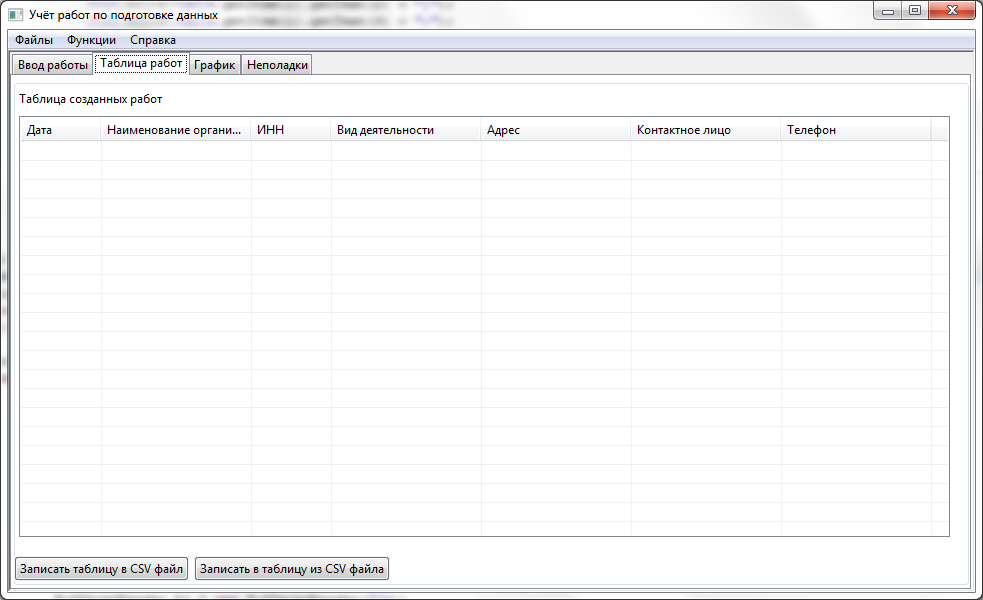 Учёт работ по подготовке данных
Файлы Функции Справка
Ввод работы Таблица работ График Неполадки
Таблица созданных работ
Дата Наименование органи... ИНН Вид деятельности Адрес Контактное лицо Телефон
Записать таблицу в CSV файл Записать в таблицу из CSV файла